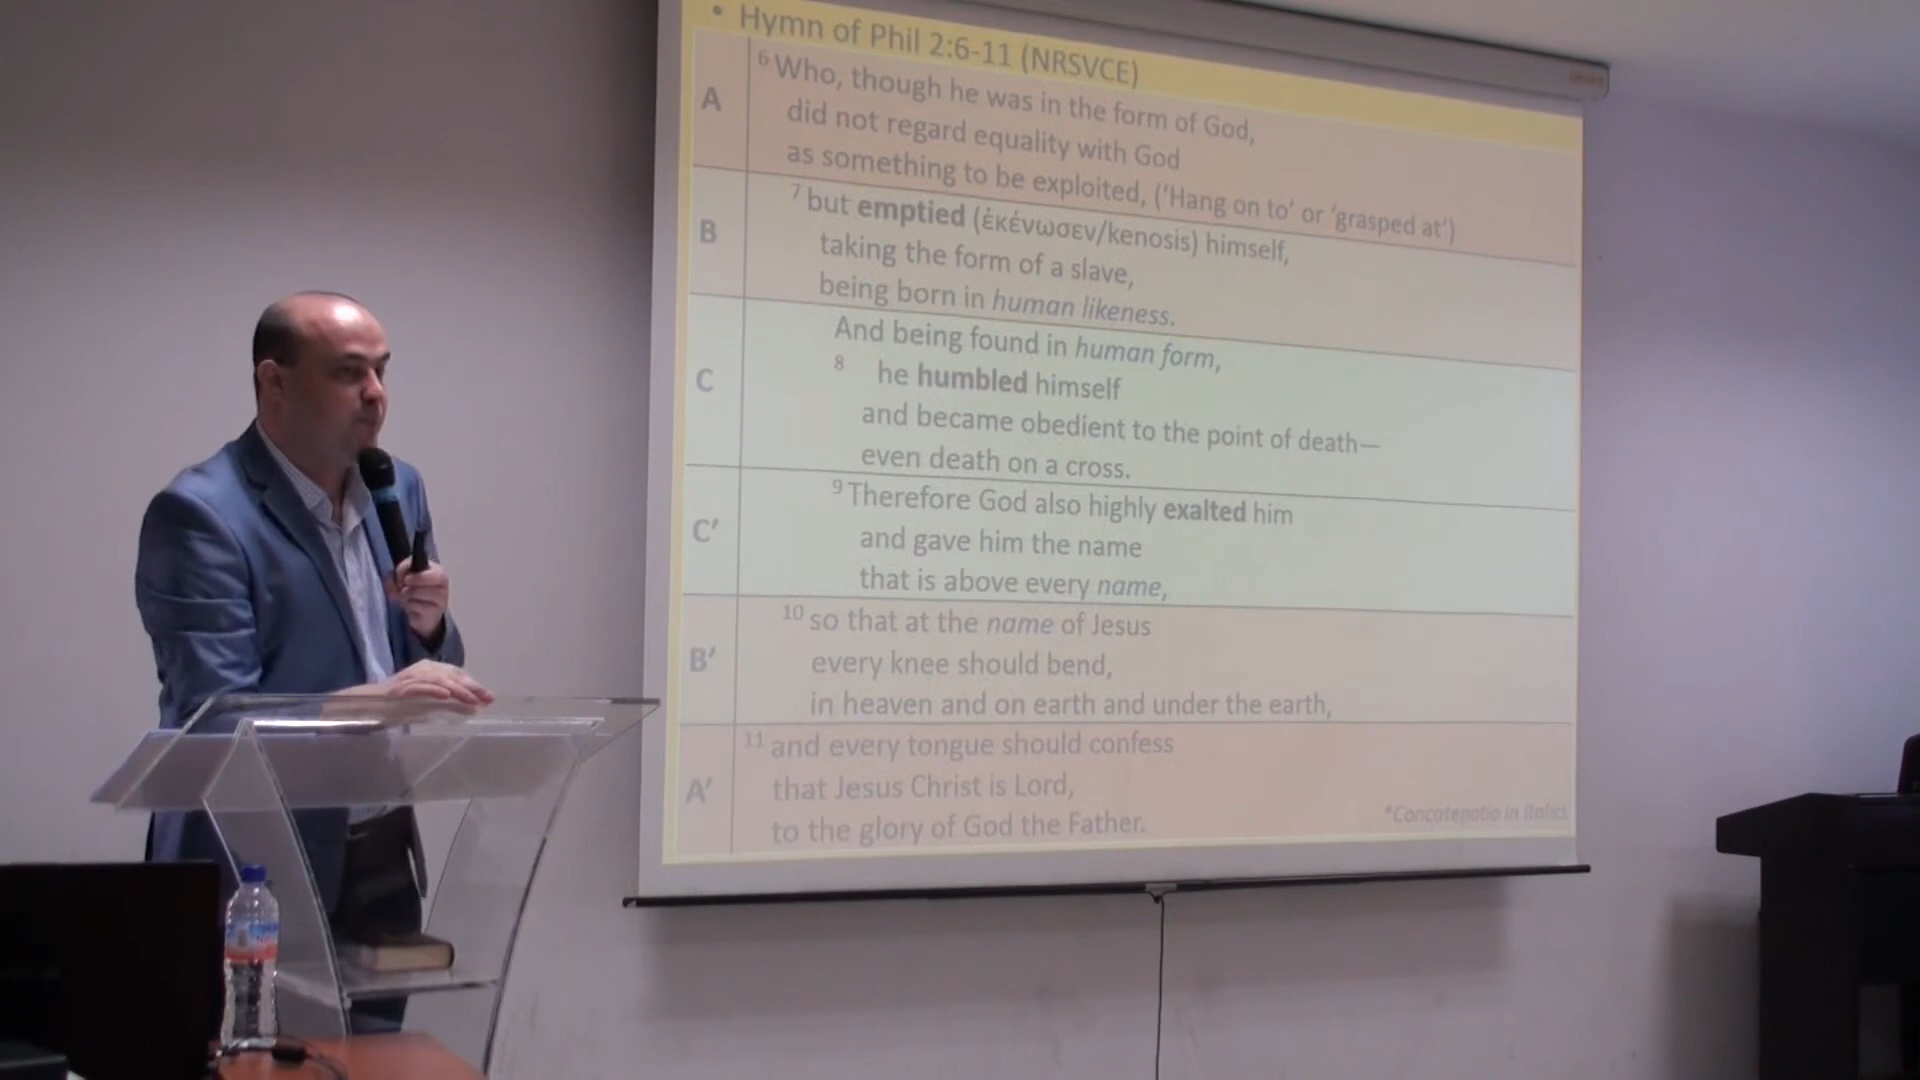 • Hymn of Phil 2:6-11 (NRSVCE)
A
6 Who, though he was in the form of God,
did not regard equality with God
as something to be exploited, (‘Hang on to’ or ‘grasped at’)
B
7 but emptied (ἐκένωσεν/kenosis) himself,
taking the form of a slave,
being born in human likeness.
C
And being found in human form,
8 he humbled himself
and became obedient to the point of death—
even death on a cross.
C′
9 Therefore God also highly exalted him
and gave him the name
that is above every name,
B′
10 so that at the name of Jesus
every knee should bend,
in heaven and on earth and under the earth,
A′
11 and every tongue should confess
that Jesus Christ is Lord,
to the glory of God the Father.
*Concatenatio in Italics